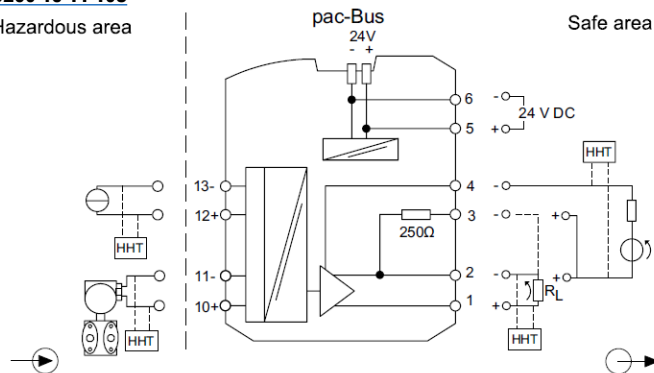 Hazardous area
pac-Bus
Safe area
24V
- +
6 - 24 V DC
5 +
HHT
13- 4 -
12+ 3 - +
250Ω
HHT
11- 2 - +
10+ 1 + RL
HHT HHT